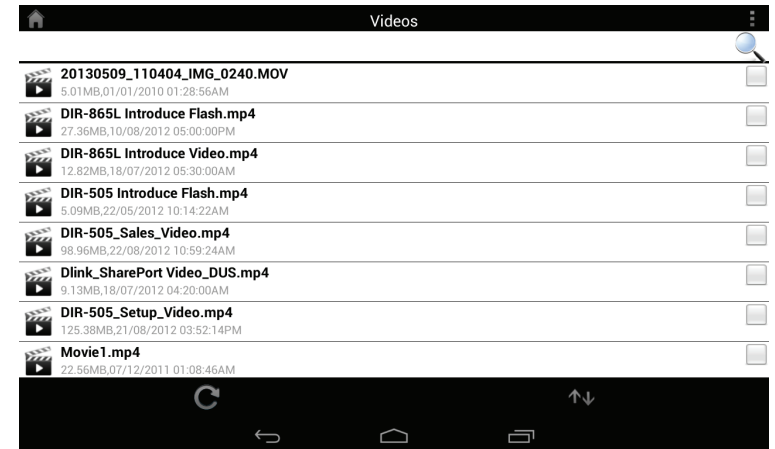 Videos
20130509_110404_IMG_0240.MOV
5.01MB,01/01/2010 01:28:56AM
DIR-865L Introduce Flash.mp4
27.36MB,10/08/2012 05:00:00PM
DIR-865L Introduce Video.mp4
12.82MB,18/07/2012 05:30:00AM
DIR-505 Introduce Flash.mp4
5.09MB,22/05/2012 10:14:22AM
DIR-505_Sales_Video.mp4
98.96MB,22/08/2012 10:59:24AM
Dlink_SharePort Video_DUS.mp4
9.13MB,18/07/2012 04:20:00AM
DIR-505_Setup_Video.mp4
125.38MB,21/08/2012 03:52:14PM
Movie1.mp4
22.56MB,07/12/2011 01:08:46AM